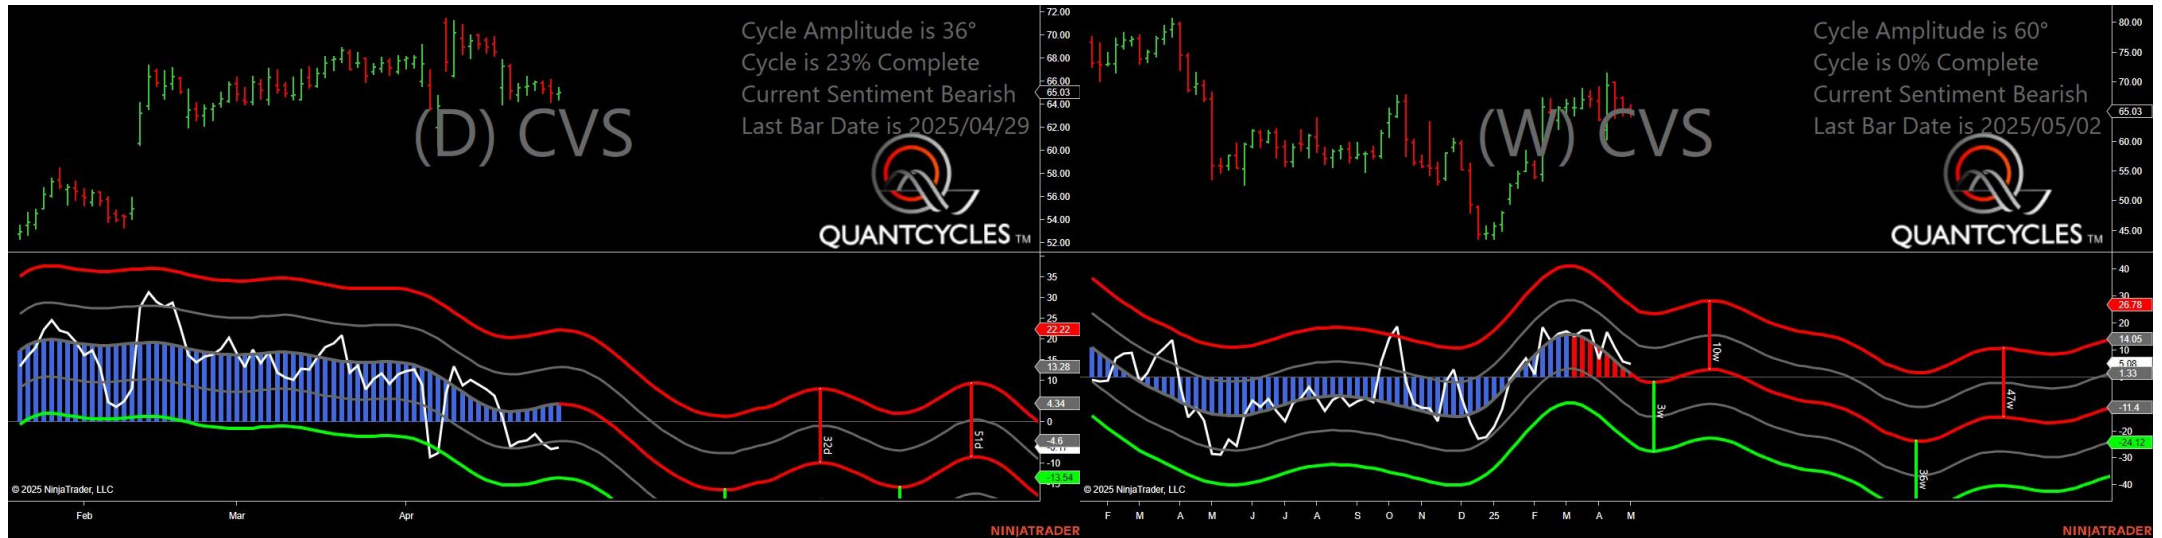 Cycle Amplitude is 36°
Cycle is 23% Complete
Current Sentiment Bearish
Last Bar Date is 2025/04/29
(D) CVS
QUANTCYCLES TM
72.00
70.00
68.00
66.00
65.03
64.00
62.00
60.00
58.00
56.00
54.00
52.00
35
30
25
22.22
20
15
13.28
10
4.34
0
-4.6
-10
-13.54
32d
51d
© 2025 NinjaTrader, LLC
Feb Mar Apr
NINJATRADER
Cycle Amplitude is 60°
Cycle is 0% Complete
Current Sentiment Bearish
Last Bar Date is 2025/05/02
(W) CVS
QUANTCYCLES TM
80.00
75.00
70.00
65.03
60.00
55.00
50.00
45.00
40
30
26.78
20
14.05
10
5.08
1.33
-11.4
-20
-24.12
-30
-40
10w
3w
47w
36w
© 2025 NinjaTrader, LLC
F M A M J J A S O N D 25 F M A M
NINJATRADER